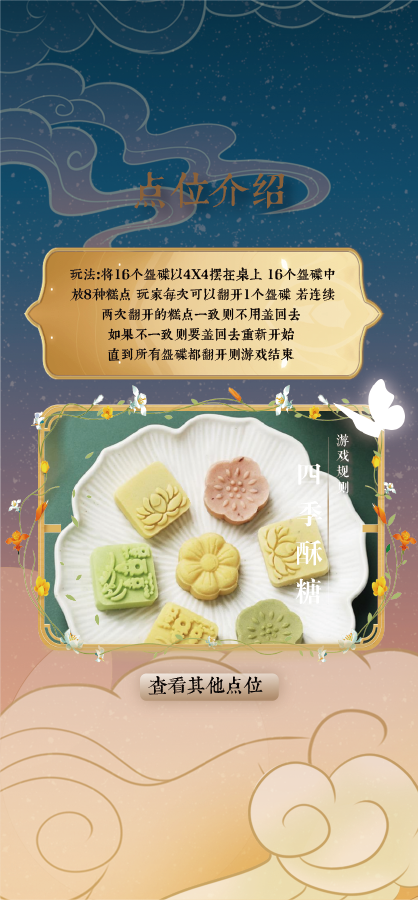 点位介绍
玩法:将16个盘碟以4X4摆在桌上 16个盘碟中
放8种糕点 玩家每次可以翻开1个盘碟 若连续
两次翻开的糕点一致则不用盖回去
如果不一致则要盖回去重新开始
直到所有盘碟都翻开则游戏结束
游戏规则
四季酥糖
查看其他点位